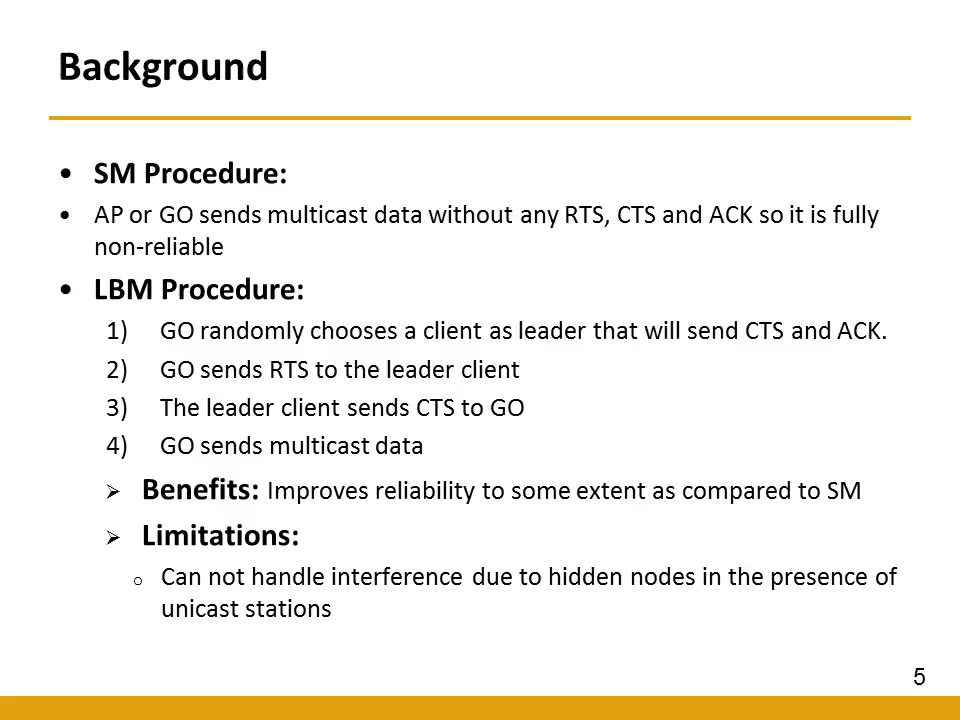 Background
• SM Procedure:
• AP or GO sends multicast data without any RTS, CTS and ACK so it is fully
non-reliable
• LBM Procedure:
1) GO randomly chooses a client as leader that will send CTS and ACK.
2) GO sends RTS to the leader client
3) The leader client sends CTS to GO
4) GO sends multicast data
➢ Benefits: Improves reliability to some extent as compared to SM
➢ Limitations:
○ Can not handle interference due to hidden nodes in the presence of
unicast stations
5